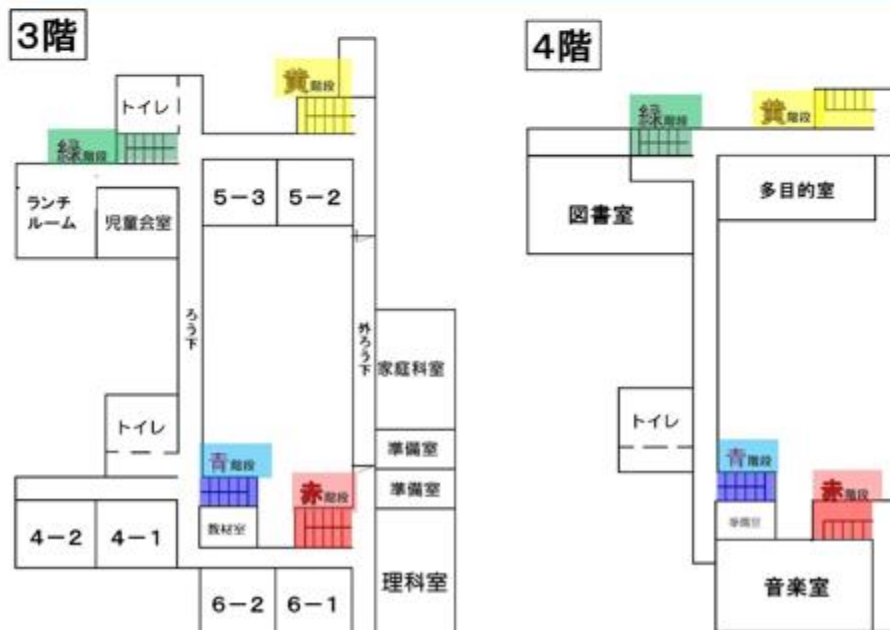 3階
黄階段
トイレ
緑階段
ランチ
ルーム
児童会室
5-3
5-2
ろう下
外ろう下
家庭科室
トイレ
準備室
青階段
準備室
赤階段
教材室
4-2
4-1
理科室
6-2
6-1
4階
緑階段
黄階段
多目的室
図書室
トイレ
青階段
赤階段
準備室
音楽室